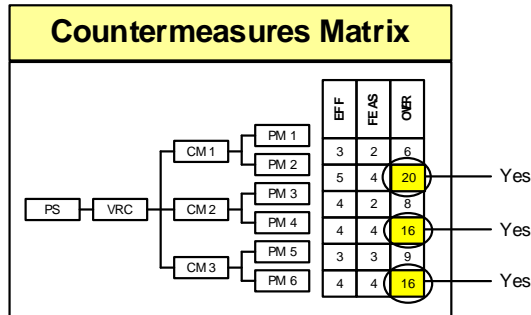 Countermeasures Matrix
EFF FEAS OVER
PM 1
CM 1 3 2 6
PM 2 5 4 20 Yes
PM 3 4 2 8
PS VRC CM 2
PM 4 4 4 16 Yes
PM 5 3 3 9
CM 3
PM 6 4 4 16 Yes